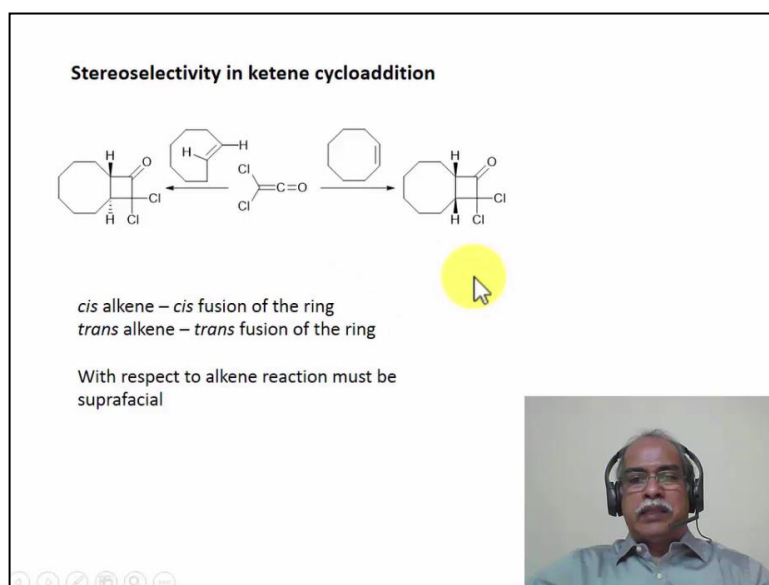 Stereoselectivity in ketene cycloaddition
H
O
Cl
H
Cl
H
H
Cl
C
O
Cl
H
O
Cl
H
Cl
cis alkene – cis fusion of the ring
trans alkene – trans fusion of the ring
With respect to alkene reaction must be
suprafacial